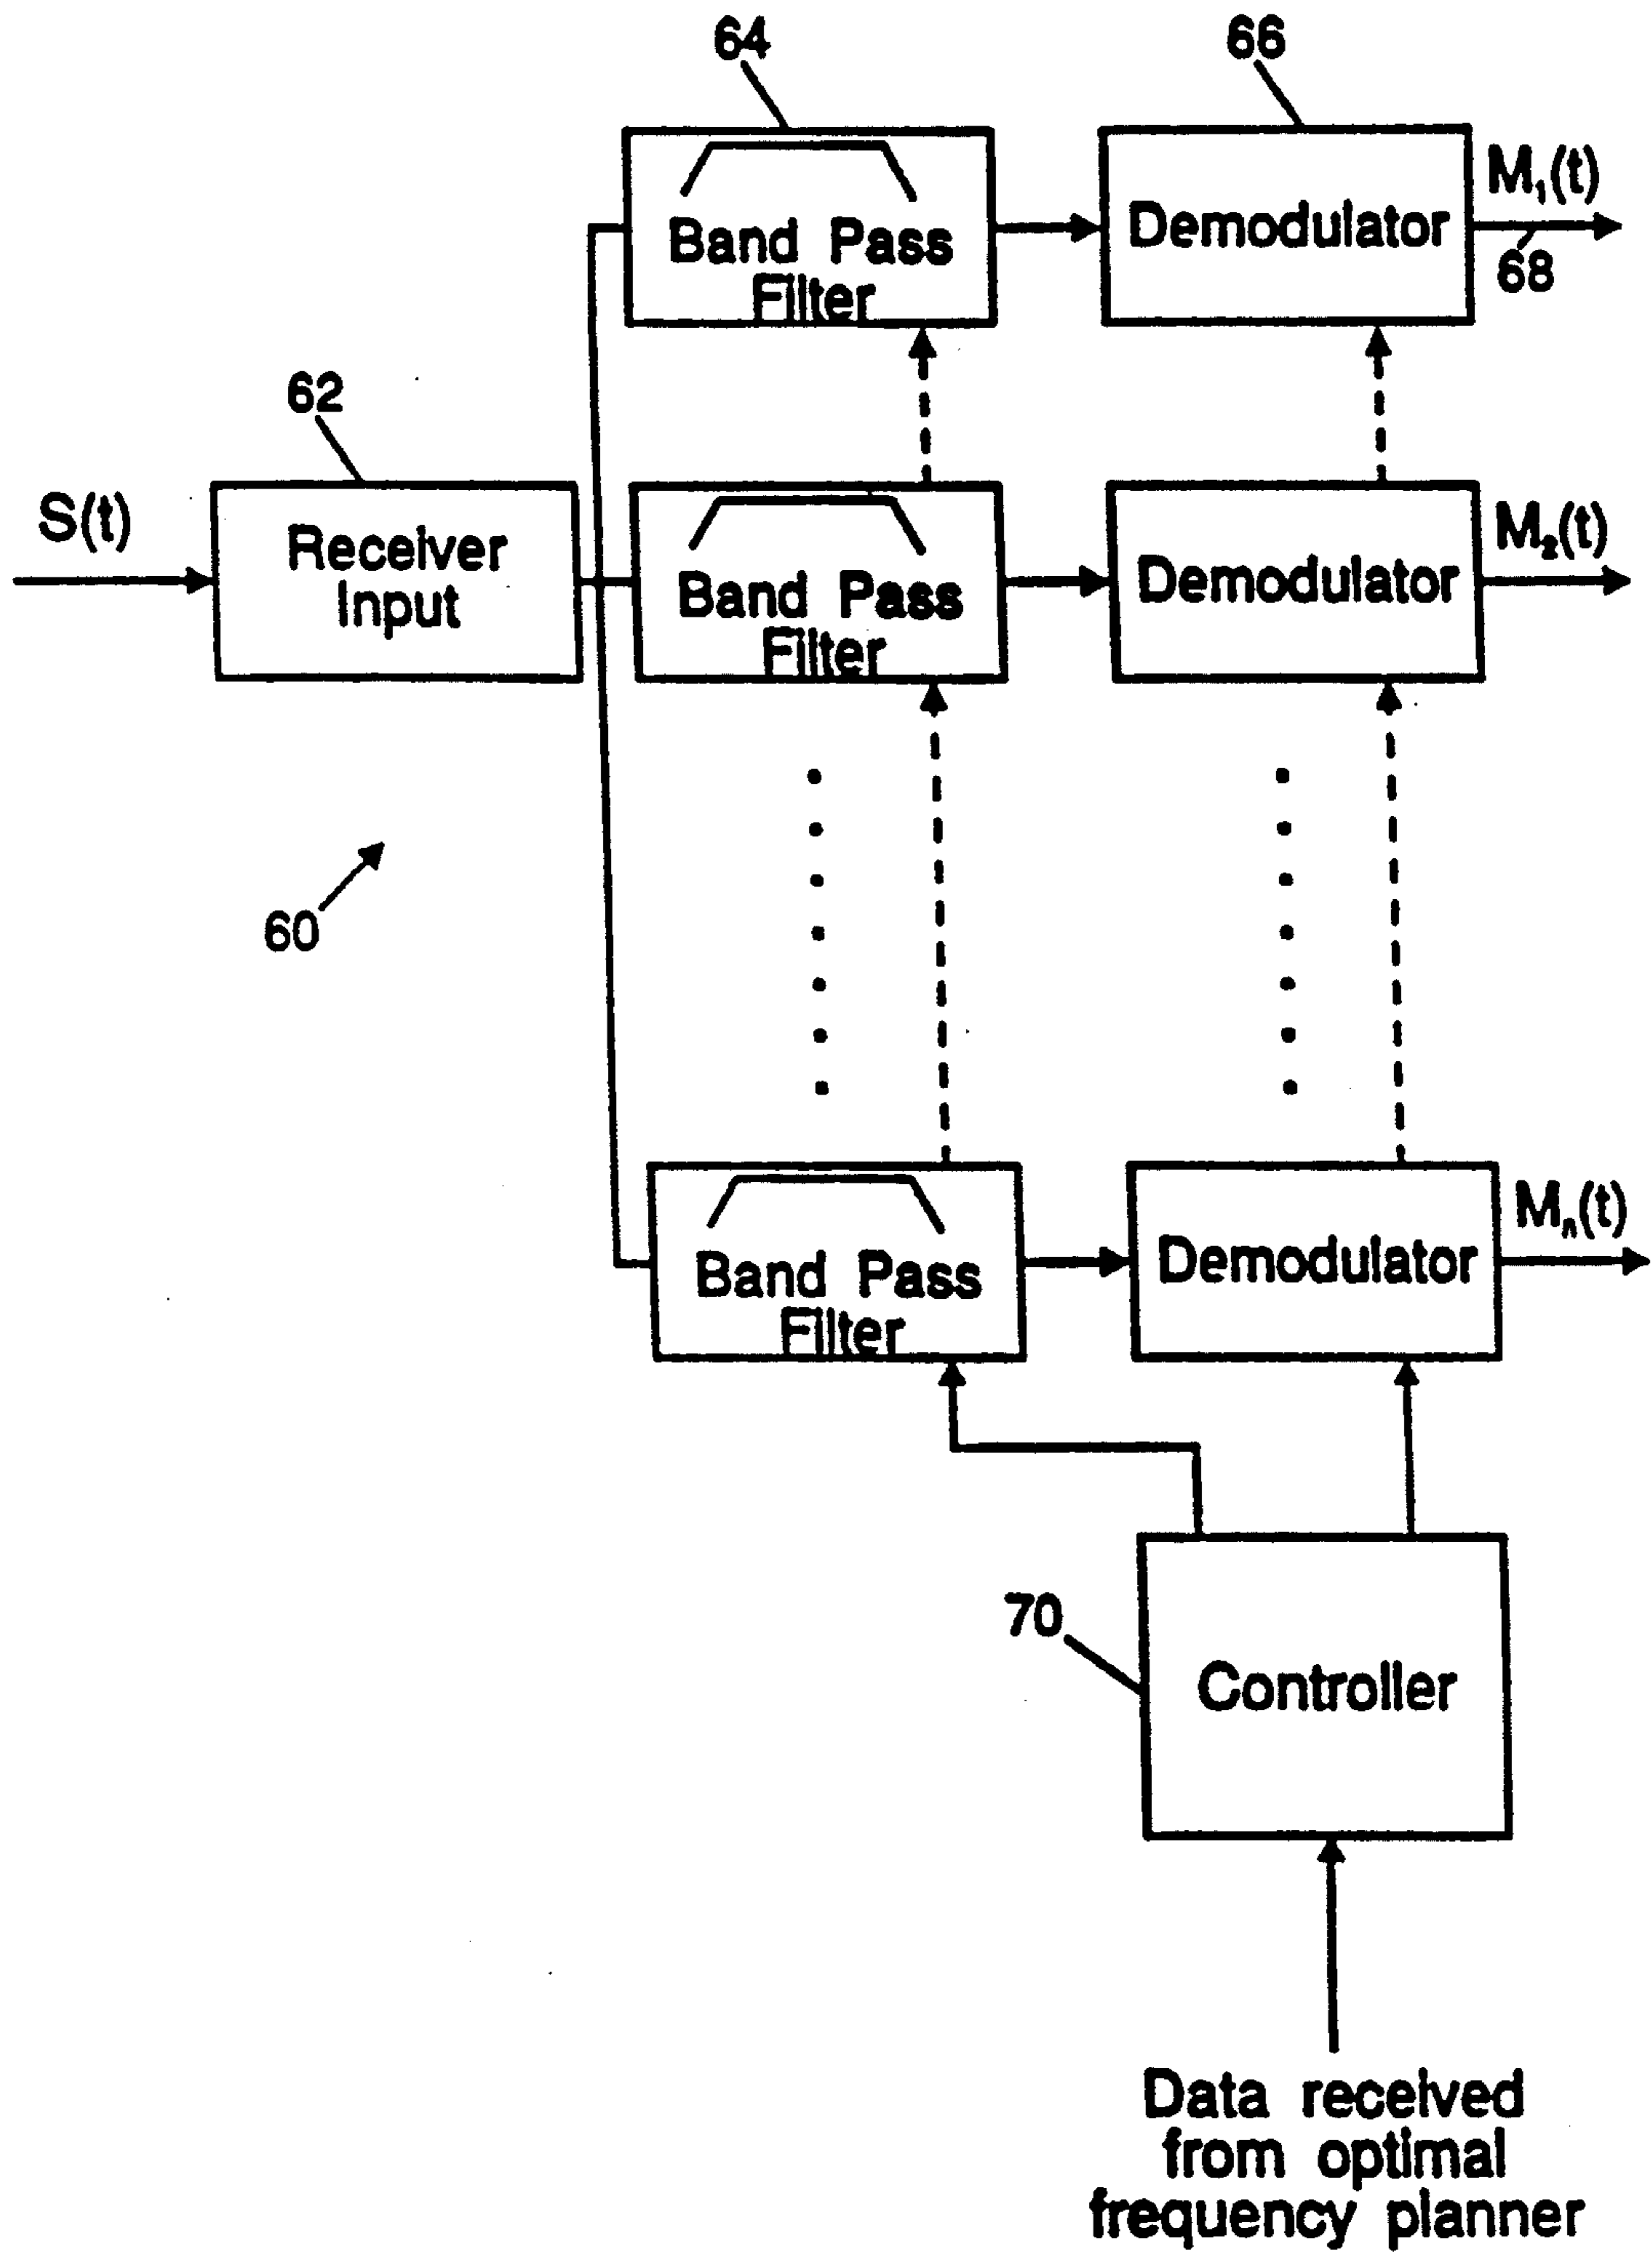 64
66
Band Pass
Filter
Demodulator
M₁(t)
68
62
S(t)
Receiver
Input
Band Pass
Filter
Demodulator
M₂(t)
60
Band Pass
Filter
Demodulator
Mₙ(t)
70
Controller
Data received
from optimal
frequency planner